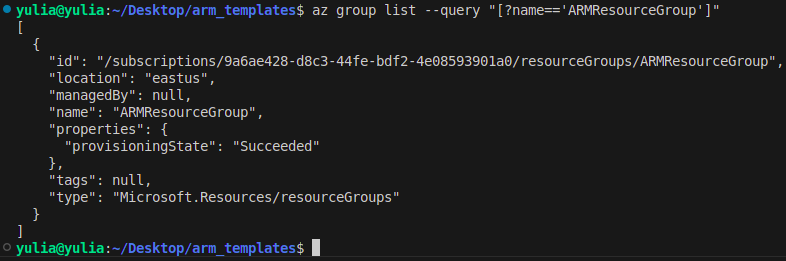 yulia@yulia:~/Desktop/arm_templates$ az group list --query "[?name=='ARMResourceGroup']"
[
  {
    "id": "/subscriptions/9a6ae428-d8c3-44fe-bdf2-4e08593901a0/resourceGroups/ARMResourceGroup",
    "location": "eastus",
    "managedBy": null,
    "name": "ARMResourceGroup",
    "properties": {
      "provisioningState": "Succeeded"
    },
    "tags": null,
    "type": "Microsoft.Resources/resourceGroups"
  }
]
yulia@yulia:~/Desktop/arm_templates$